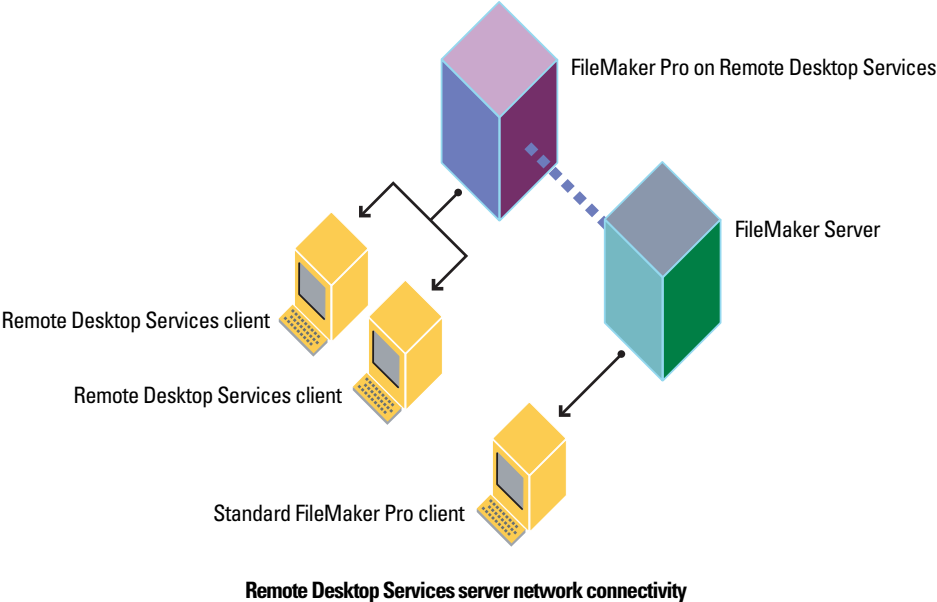 FileMaker Pro on Remote Desktop Services
FileMaker Server
Remote Desktop Services client
Remote Desktop Services client
Standard FileMaker Pro client
Remote Desktop Services server network connectivity